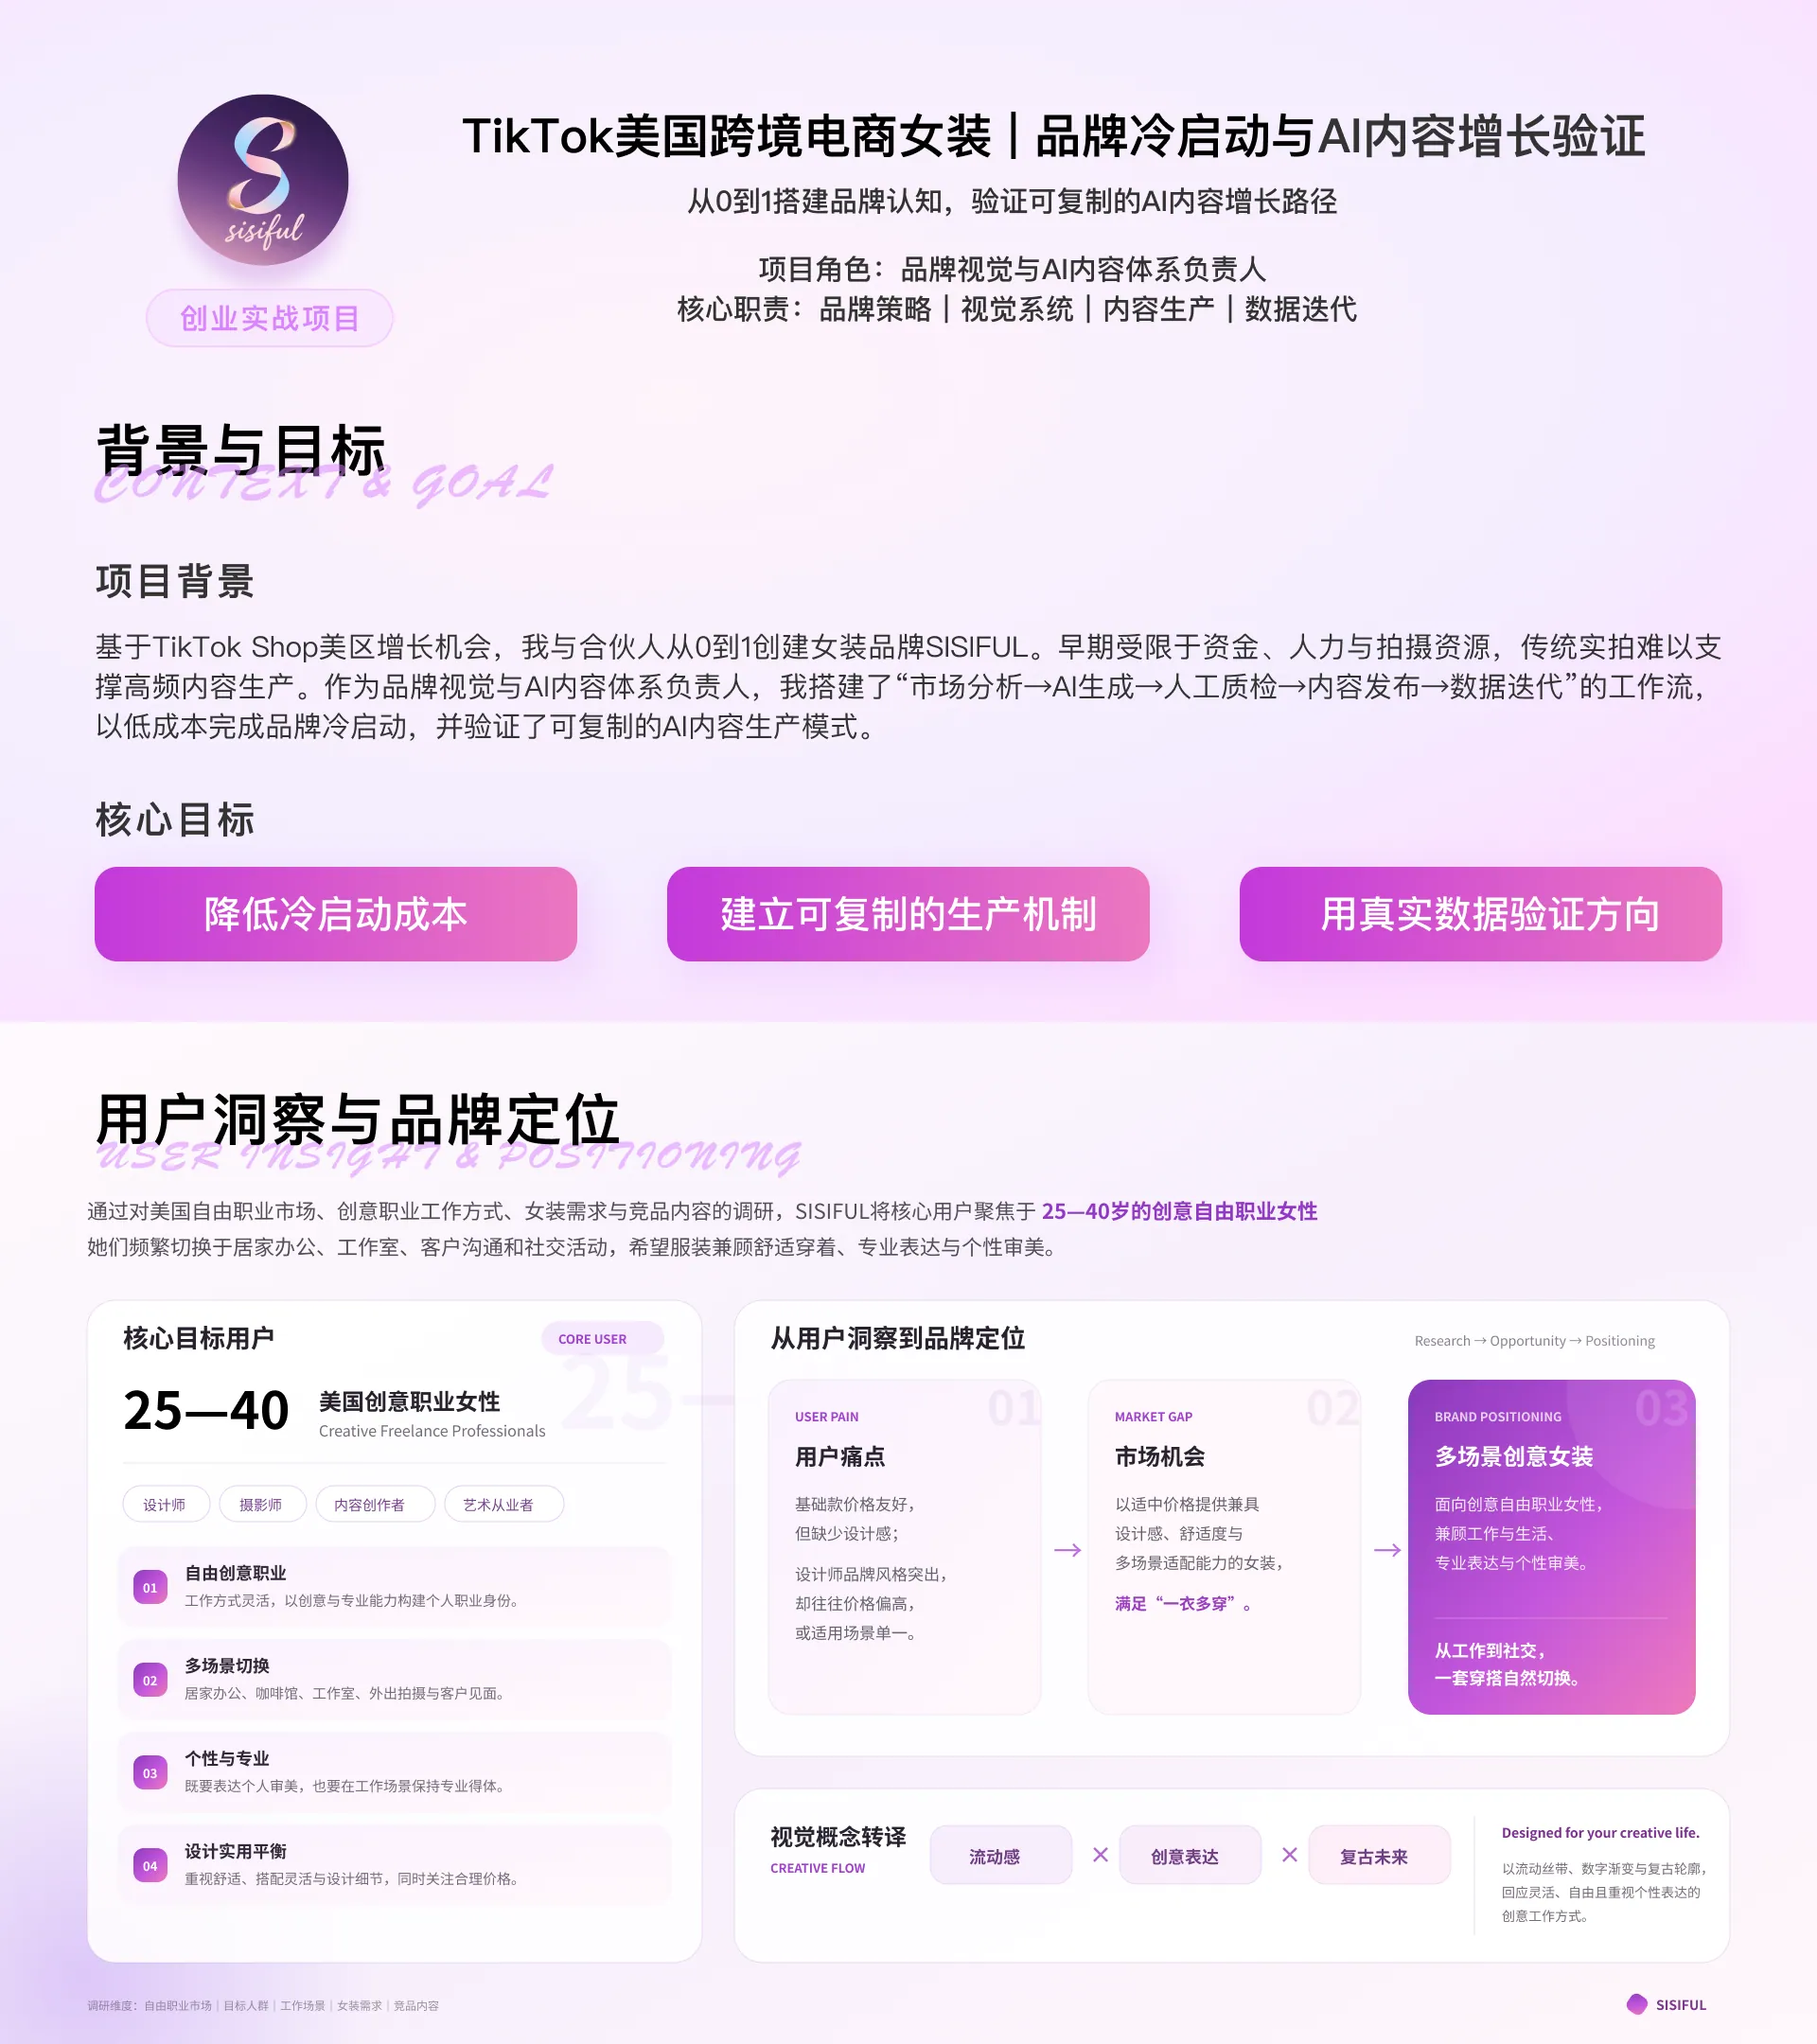 S
sisiful
创业实战项目
TikTok美国跨境电商女装｜品牌冷启动与AI内容增长验证
从0到1搭建品牌认知，验证可复制的AI内容增长路径
项目角色：品牌视觉与AI内容体系负责人
核心职责：品牌策略｜视觉系统｜内容生产｜数据迭代
背景与目标
CONTEXT & GOAL
项目背景
基于TikTok Shop美区增长机会，我与合伙人从0到1创建女装品牌SISIFUL。早期受限于资金、人力与拍摄资源，传统实拍难以支
撑高频内容生产。作为品牌视觉与AI内容体系负责人，我搭建了“市场分析→AI生成→人工质检→内容发布→数据迭代”的工作流，
以低成本完成品牌冷启动，并验证了可复制的AI内容生产模式。
核心目标
降低冷启动成本
建立可复制的生产机制
用真实数据验证方向
用户洞察与品牌定位
USER INSIGHT & POSITIONING
通过对美国自由职业市场、创意职业工作方式、女装需求与竞品内容的调研，SISIFUL将核心用户聚焦于 25—40岁的创意自由职业女性
她们频繁切换于居家办公、工作室、客户沟通和社交活动，希望服装兼顾舒适穿着、专业表达与个性审美。
核心目标用户
CORE USER
25—
25—40
美国创意职业女性
Creative Freelance Professionals
设计师
摄影师
内容创作者
艺术从业者
01
自由创意职业
工作方式灵活，以创意与专业能力构建个人职业身份。
02
多场景切换
居家办公、咖啡馆、工作室、外出拍摄与客户见面。
03
个性与专业
既要表达个人审美，也要在工作场景保持专业得体。
04
设计实用平衡
重视舒适、搭配灵活与设计细节，同时关注合理价格。
从用户洞察到品牌定位
Research → Opportunity → Positioning
01
USER PAIN
用户痛点
基础款价格友好，
但缺少设计感；
设计师品牌风格突出，
却往往价格偏高，
或适用场景单一。
→
02
MARKET GAP
市场机会
以适中价格提供兼具
设计感、舒适度与
多场景适配能力的女装，
满足“一衣多穿”。
→
03
BRAND POSITIONING
多场景创意女装
面向创意自由职业女性，
兼顾工作与生活、
专业表达与个性审美。
从工作到社交，
一套穿搭自然切换。
视觉概念转译
CREATIVE FLOW
流动感
×
创意表达
×
复古未来
Designed for your creative life.
以流动丝带、数字渐变与复古轮廓，
回应灵活、自由且重视个性表达的
创意工作方式。
调研维度：自由职业市场｜目标人群｜工作场景｜女装需求｜竞品内容
SISIFUL